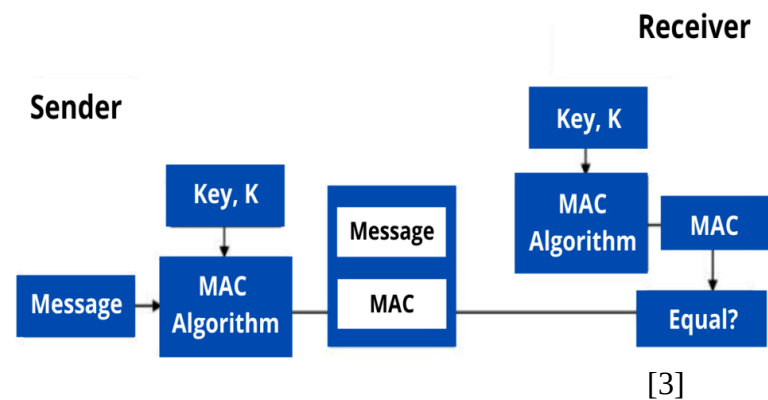 Receiver
Sender
Key, K
Key, K
MAC
Algorithm
MAC
Message
MAC
Message
MAC
Algorithm
Equal?
[3]